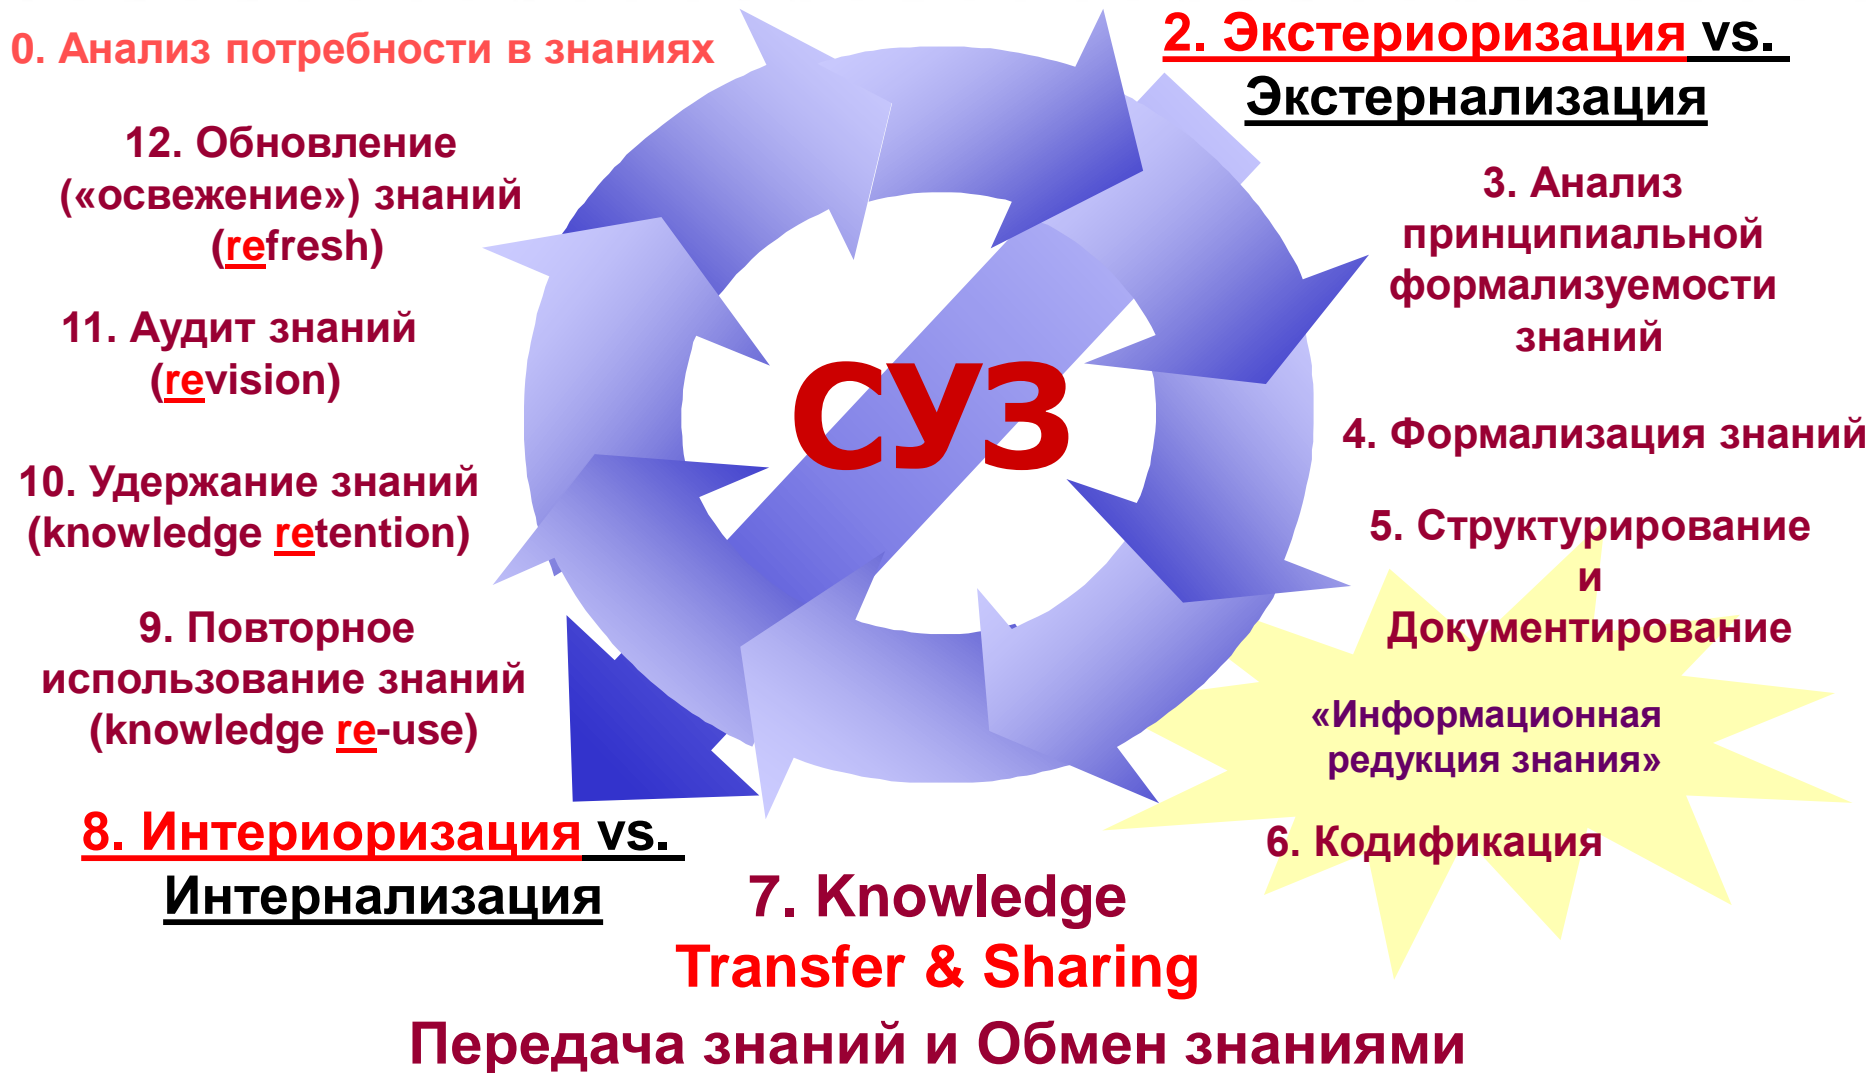 0. Анализ потребности в знаниях
2. Экстериоризация vs.
Экстернализация
3. Анализ
принципиальной
формализуемости
знаний
4. Формализация знаний
5. Структурирование
и
Документирование
«Информационная
редукция знания»
6. Кодификация
7. Knowledge
Transfer & Sharing
Передача знаний и Обмен знаниями
8. Интериоризация vs.
Интернализация
9. Повторное
использование знаний
(knowledge re-use)
10. Удержание знаний
(knowledge retention)
11. Аудит знаний
(revision)
12. Обновление
(«освежение») знаний
(refresh)
СУЗ